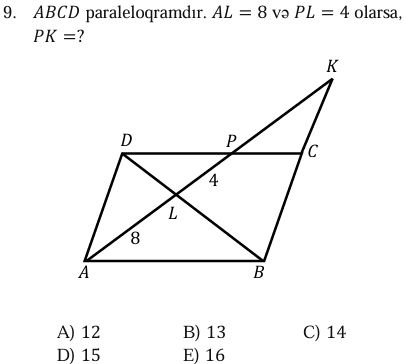 9. ABCD paraleloqramdır. AL = 8 və PL = 4 olarsa,
PK =?
K
D
P
C
4
L
8
A
B
A) 12 B) 13 C) 14
D) 15 E) 16